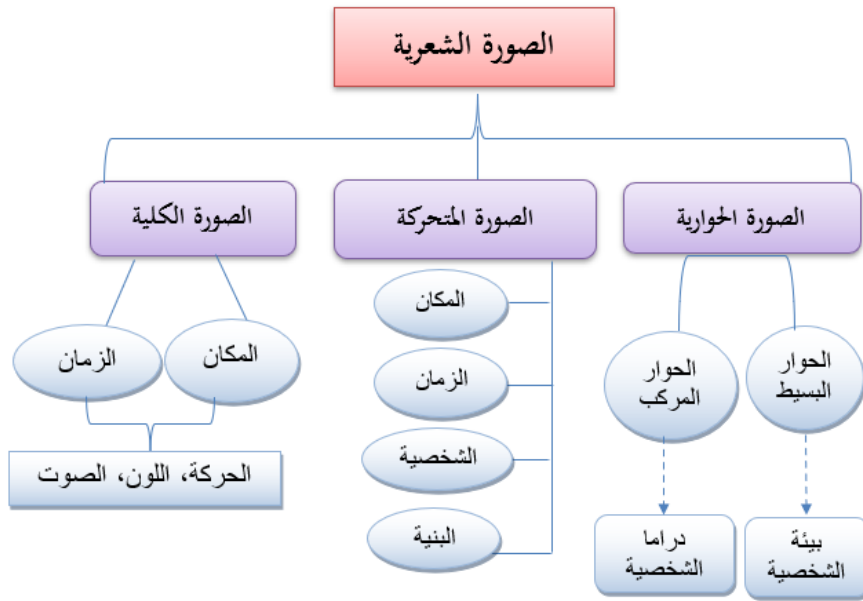 الصورة الشعرية
الصورة الحوارية
الصورة المتحركة
الصورة الكلية
الحوار
البسيط
الحوار
المركب
بيئة
الشخصية
دراما
الشخصية
المكان
الزمان
الشخصية
البنية
المكان
الزمان
الحركة، اللون، الصوت